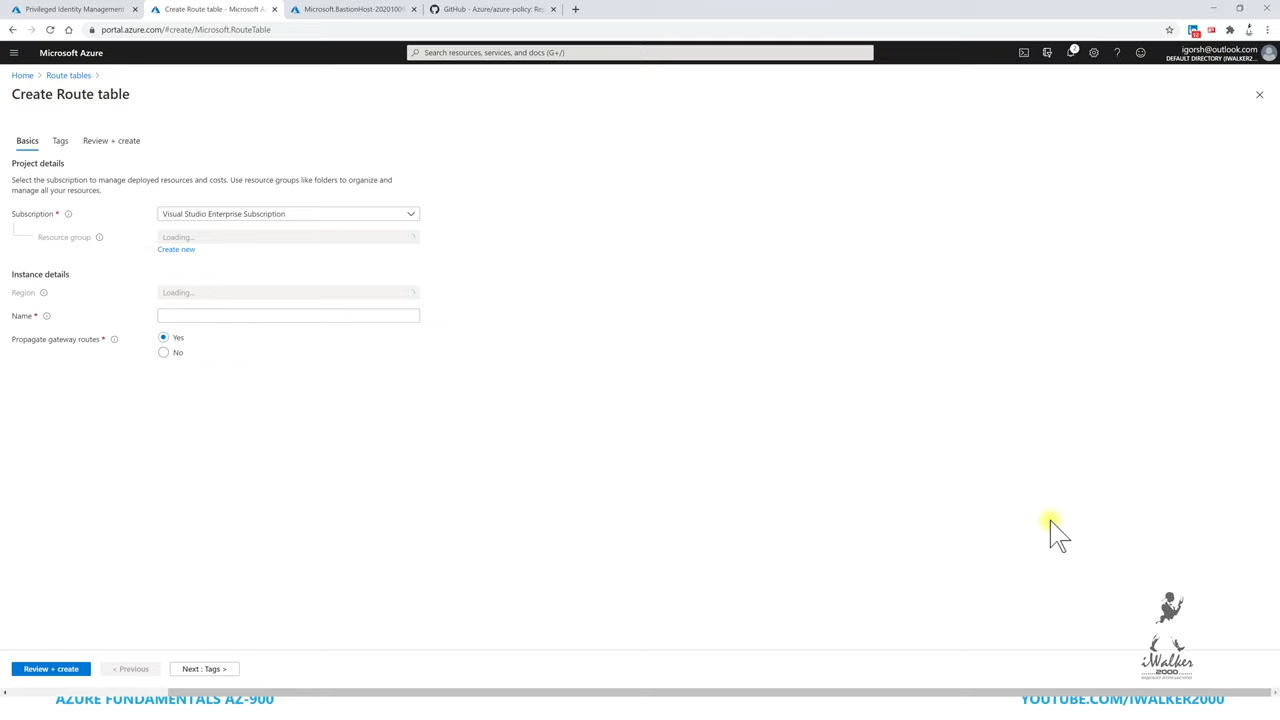 Privileged Identity Management
Create Route table - Microsoft A
Microsoft.BastionHost-20201009
GitHub - Azure/azure-policy: Re
portal.azure.com/#create/Microsoft.RouteTable
12
Microsoft Azure
Search resources, services, and docs (G+/)
2
igorsh@outlook.com
DEFAULT DIRECTORY (IWALKER2...
Home > Route tables >
Create Route table
Basics
Tags
Review + create
Project details
Select the subscription to manage deployed resources and costs. Use resource groups like folders to organize and
manage all your resources.
Subscription *
Visual Studio Enterprise Subscription
Resource group
Loading...
Create new
Instance details
Region
Loading...
Name *
Propagate gateway routes *
Yes
No
iWalker
2000
Review + create
< Previous
Next : Tags >
AZURE FUNDAMENTALS AZ-900
YOUTUBE.COM/IWALKER2000